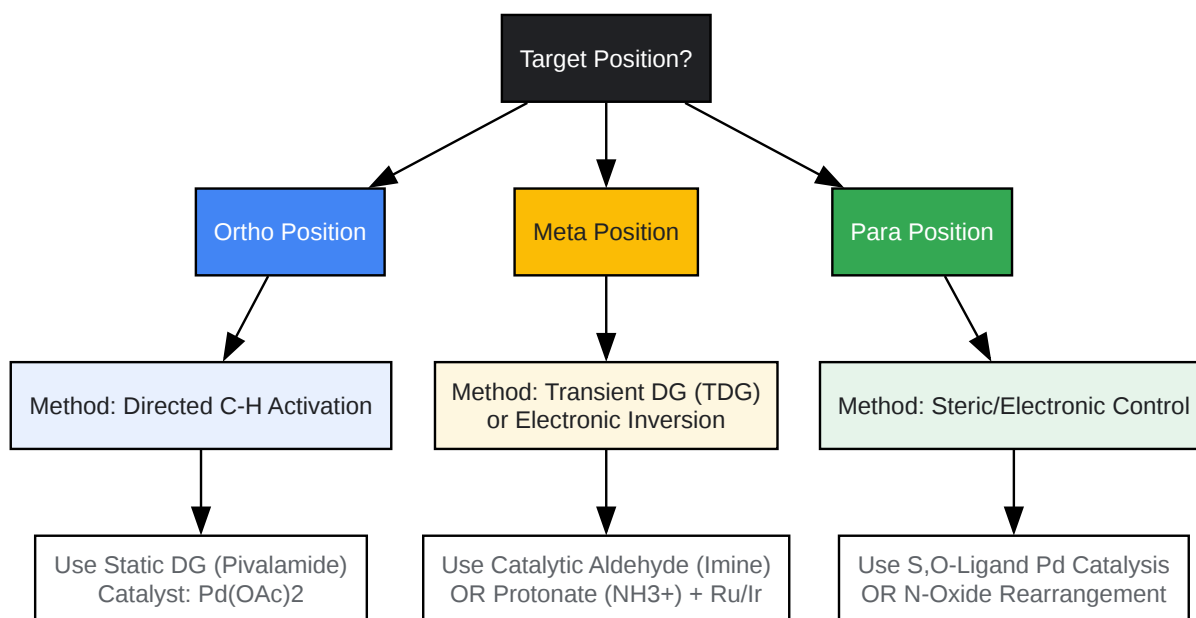 Target Position?
Ortho Position
Meta Position
Para Position
Method: Directed C-H Activation
Method: Transient DG (TDG)
or Electronic Inversion
Method: Steric/Electronic Control
Use Static DG (Pivalamide)
Catalyst: Pd(OAc)2
Use Catalytic Aldehyde (Imine)
OR Protonate (NH3+) + Ru/Ir
Use S,O-Ligand Pd Catalysis
OR N-Oxide Rearrangement